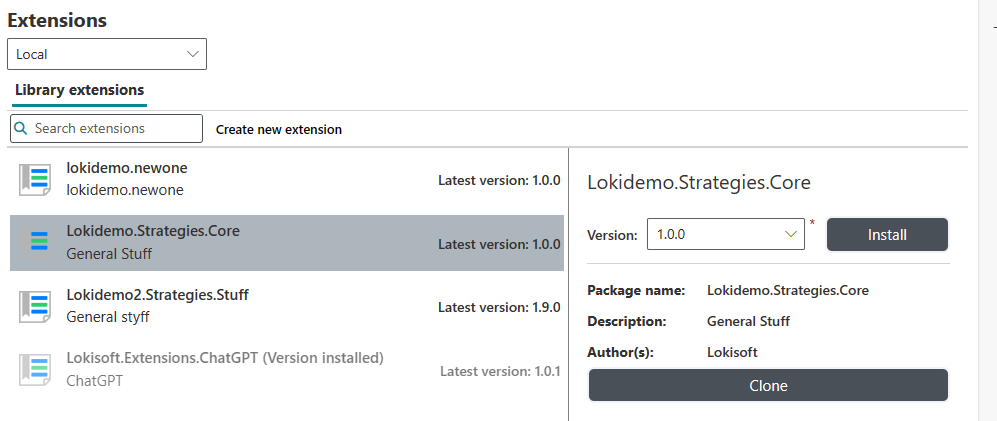 Extensions
Local
Library extensions
Search extensions Create new extension
lokidemo.newone
lokidemo.newone
Latest version: 1.0.0
Lokidemo.Strategies.Core
General Stuff
Latest version: 1.0.0
Lokidemo2.Strategies.Stuff
General styff
Latest version: 1.9.0
Lokisoft.Extensions.ChatGPT (Version installed)
ChatGPT
Latest version: 1.0.1
Lokidemo.Strategies.Core
Version: 1.0.0 * Install
Package name: Lokidemo.Strategies.Core
Description: General Stuff
Author(s): Lokisoft
Clone